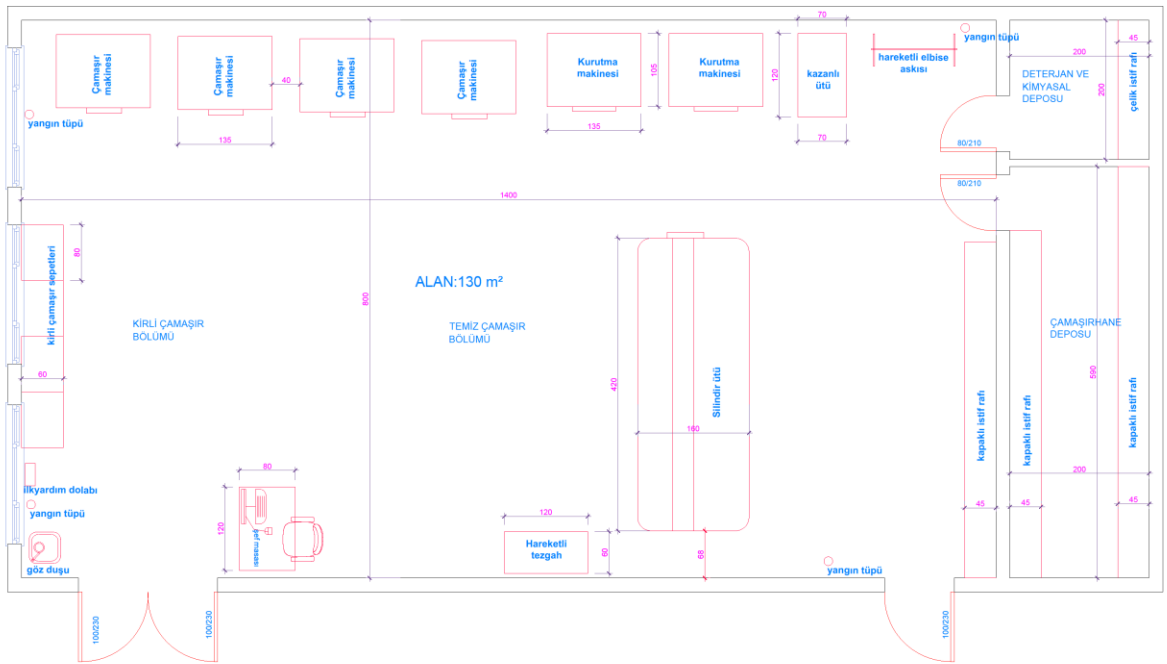 70
yangın tüpü
45
200
Çamaşır
makinesi
Çamaşır
makinesi
Çamaşır
makinesi
Çamaşır
makinesi
Kurutma
makinesi
Kurutma
makinesi
105
120
kazanlı
ütü
hareketli elbise
askısı
DETERJAN VE
KİMYASAL
DEPOSU
200
çelik istif rafı
40
yangın tüpü
135
135
70
80/210
80/210
1400
80
kirli çamaşır sepetleri
60
KİRLİ ÇAMAŞIR
BÖLÜMÜ
800
ALAN:130 m²
TEMİZ ÇAMAŞIR
BÖLÜMÜ
420
160
Silindir ütü
ÇAMAŞIRHANE
DEPOSU
590
kapaklı istif rafı
kapaklı istif rafı
kapaklı istif rafı
200
45
45
45
ilkyardım dolabı
yangın tüpü
göz duşu
80
120
şef masası
120
Hareketli
tezgah
60
68
yangın tüpü
100/230
100/230
100/230